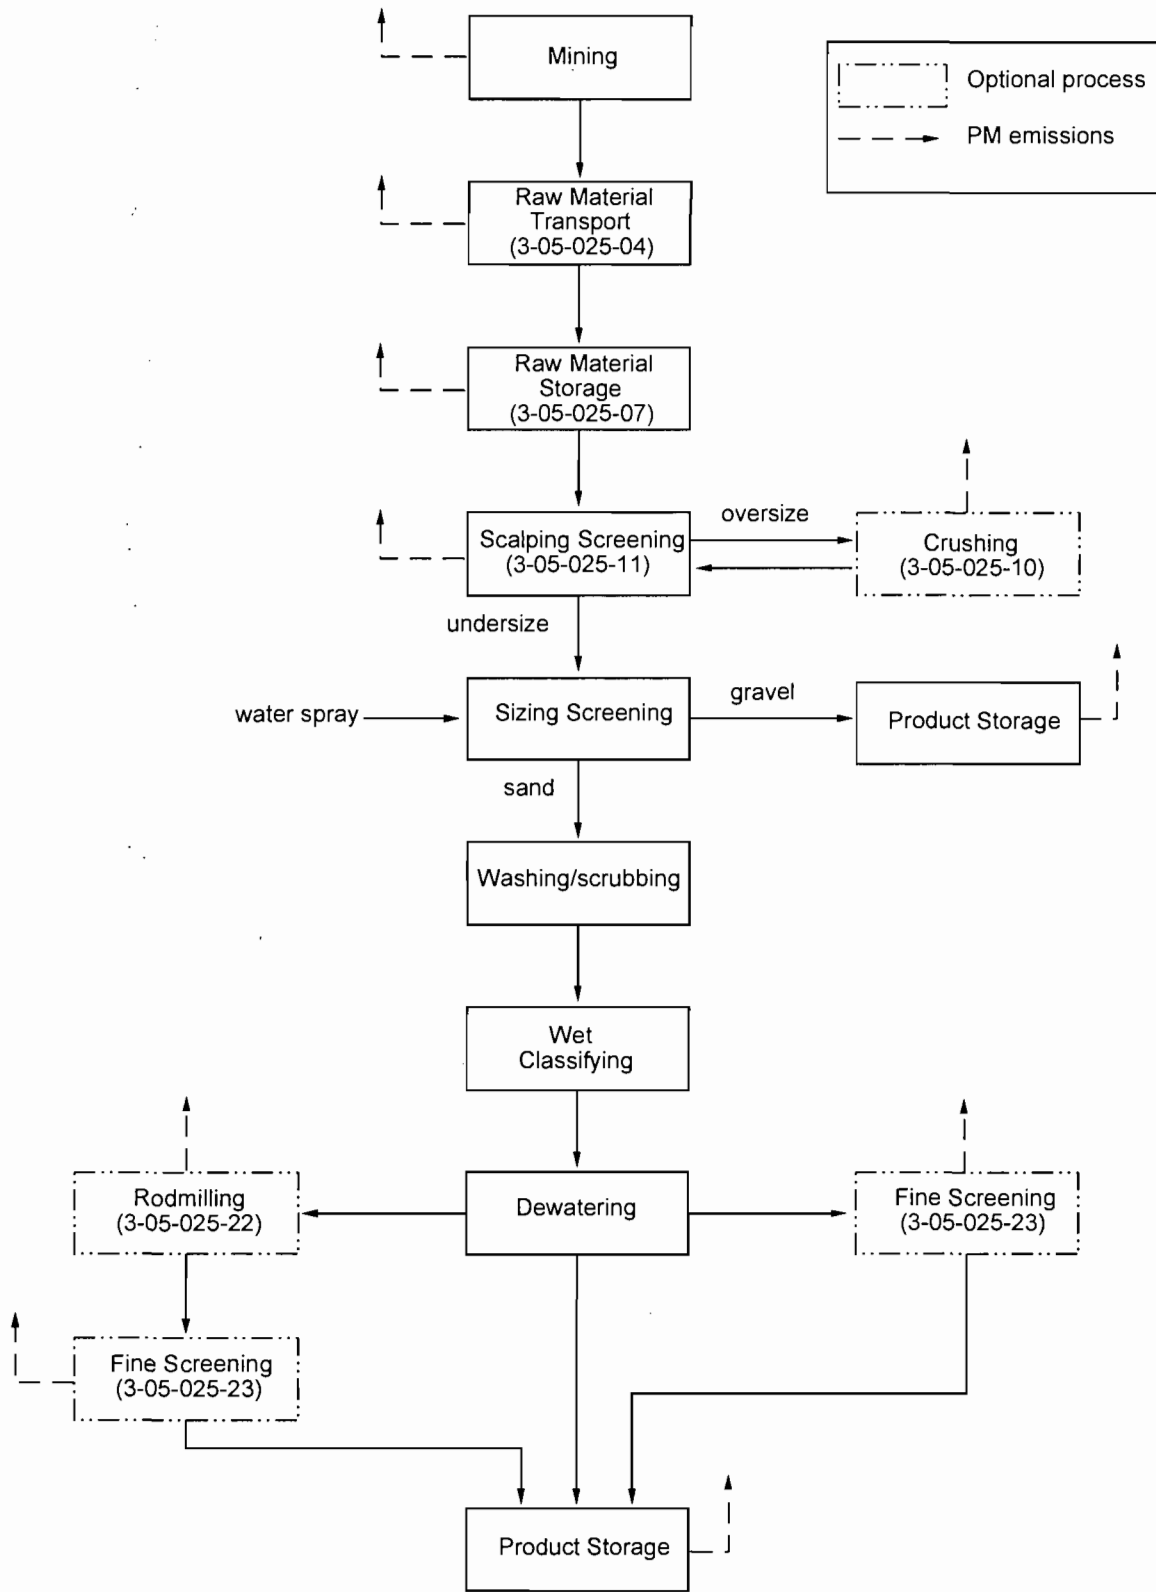 Mining
Optional process
PM emissions
Raw Material
Transport
(3-05-025-04)
Raw Material
Storage
(3-05-025-07)
oversize
Scalping Screening
(3-05-025-11)
Crushing
(3-05-025-10)
undersize
gravel
water spray
Sizing Screening
Product Storage
sand
Washing/scrubbing
Wet
Classifying
Rodmilling
(3-05-025-22)
Dewatering
Fine Screening
(3-05-025-23)
Fine Screening
(3-05-025-23)
Product Storage